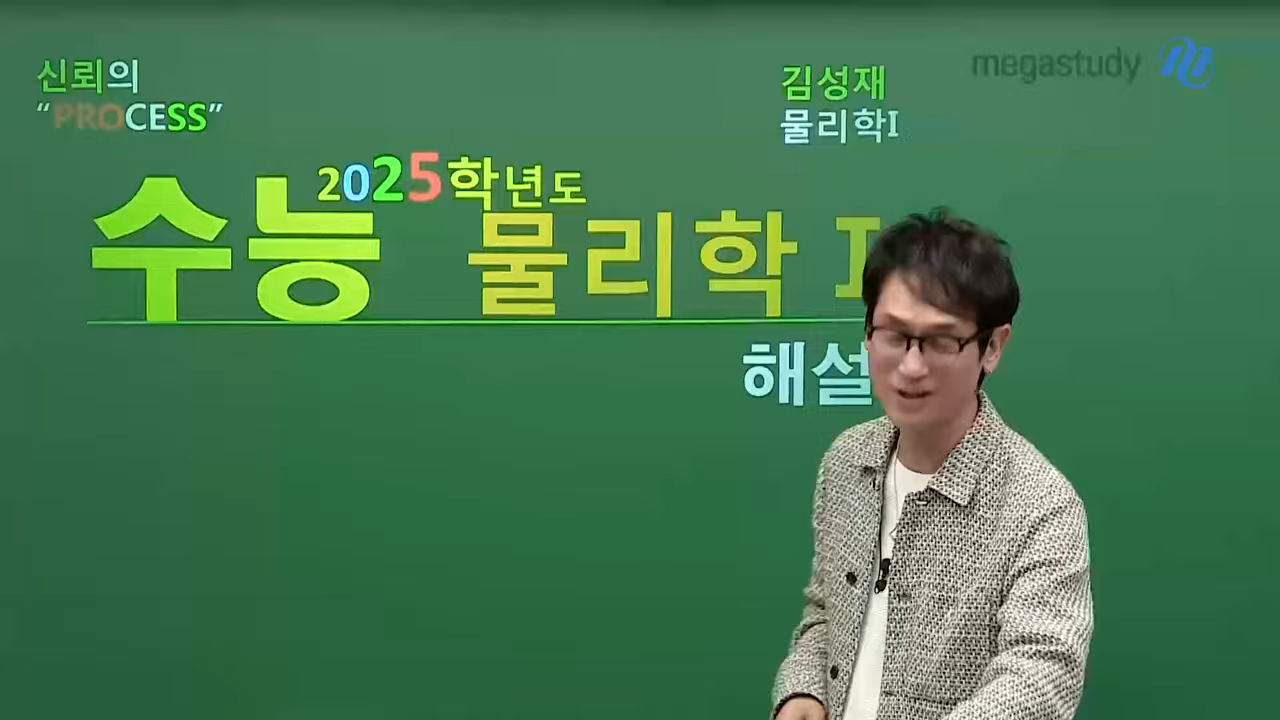 신뢰의
“PROCESS”
김성재
물리학I
megastudy
2025학년도
수능 물리학 I
해설